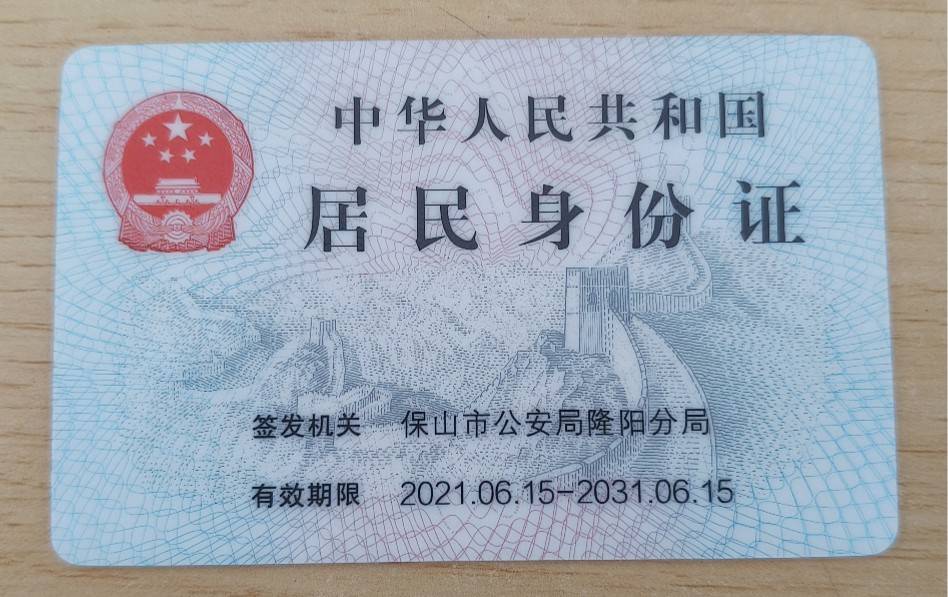 中华人民共和国
居民身份证
签发机关 保山市公安局隆阳分局
有效期限 2021.06.15-2031.06.15